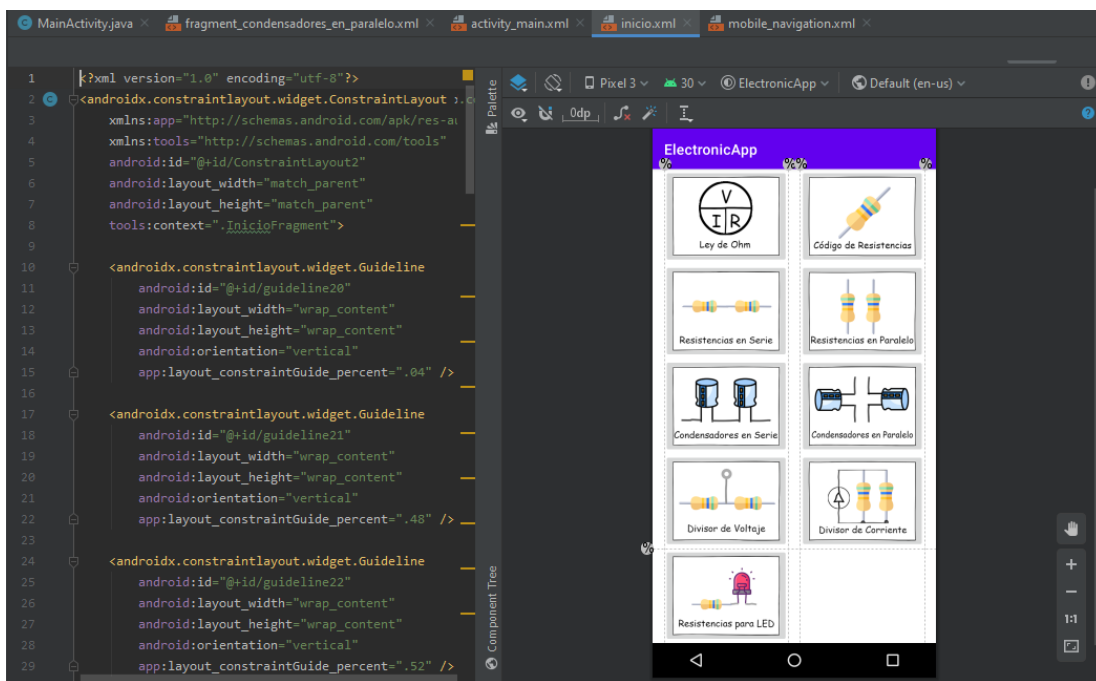 MainActivity.java fragment_condensadores_en_paralelo.xml activity_main.xml inicio.xml mobile_navigation.xml
1 <?xml version="1.0" encoding="utf-8"?>
2 <androidx.constraintlayout.widget.ConstraintLayout
3 xmlns:app="http://schemas.android.com/apk/res-au
4 xmlns:tools="http://schemas.android.com/tools"
5 android:id="@+id/ConstraintLayout2"
6 android:layout_width="match_parent"
7 android:layout_height="match_parent"
8 tools:context=".InicioFragment">
9
10 <androidx.constraintlayout.widget.Guideline
11 android:id="@+id/guideline20"
12 android:layout_width="wrap_content"
13 android:layout_height="wrap_content"
14 android:orientation="vertical"
15 app:layout_constraintGuide_percent=".04" />
16
17 <androidx.constraintlayout.widget.Guideline
18 android:id="@+id/guideline21"
19 android:layout_width="wrap_content"
20 android:layout_height="wrap_content"
21 android:orientation="vertical"
22 app:layout_constraintGuide_percent=".48" />
23
24 <androidx.constraintlayout.widget.Guideline
25 android:id="@+id/guideline22"
26 android:layout_width="wrap_content"
27 android:layout_height="wrap_content"
28 android:orientation="vertical"
29 app:layout_constraintGuide_percent=".52" />
Palette
Component Tree
Pixel 3 30 ElectronicApp Default (en-us)
0dp
ElectronicApp
% %% %
V
I R
Ley de Ohm Código de Resistencias
Resistencias en Serie Resistencias en Paralelo
Condensadores en Serie Condensadores en Paralelo
Divisor de Voltaje Divisor de Corriente
%
Resistencias para LED
1:1